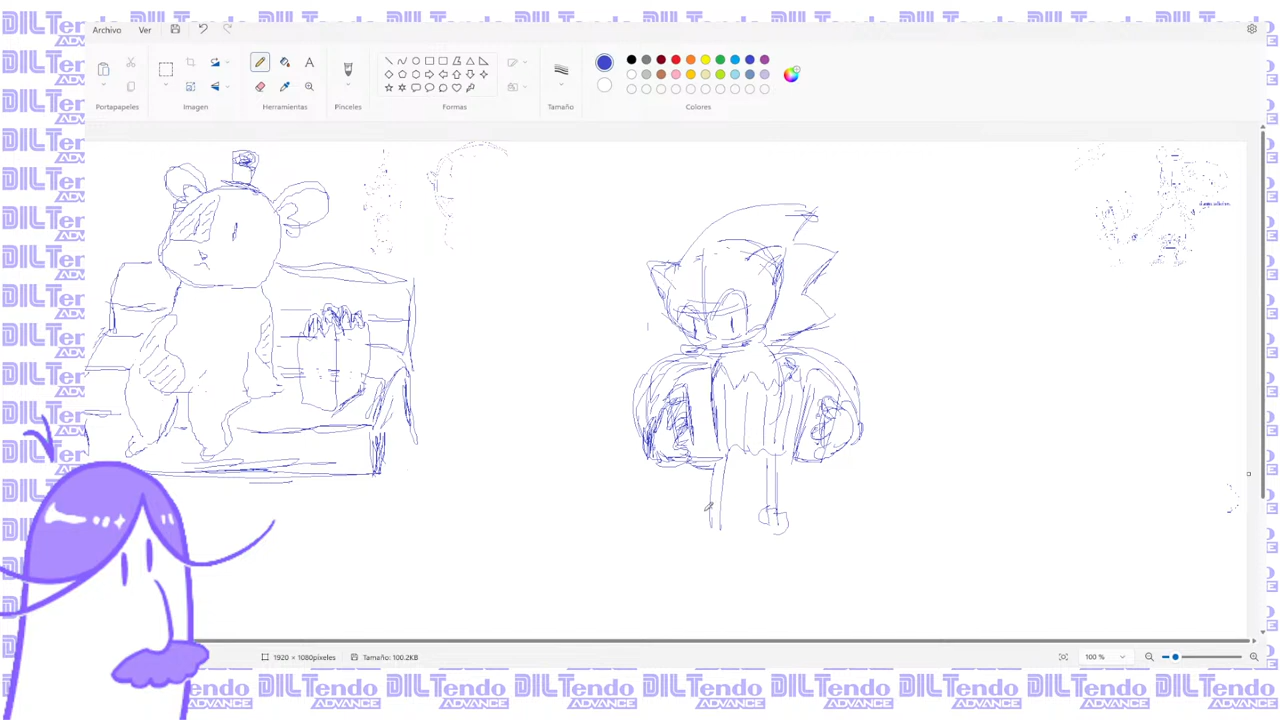 Archivo Ver
Portapapeles Imagen Herramientas Pinceles Formas Tamaño Colores
1920 × 1080píxeles Tamaño: 100.2KB 100 %
DILTendo ADVANCE